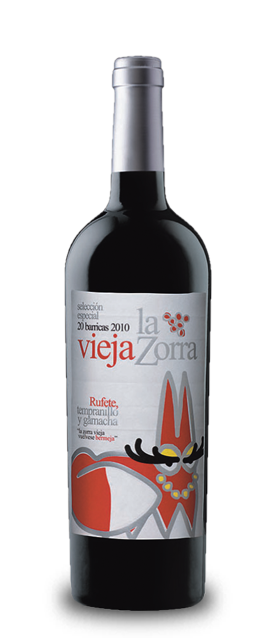 selección
especial
20 barricas 2010
la
vieja Zorra
Rufete,
tempranillo
y garnacha
"la zorra vieja
vuélvese bermeja"